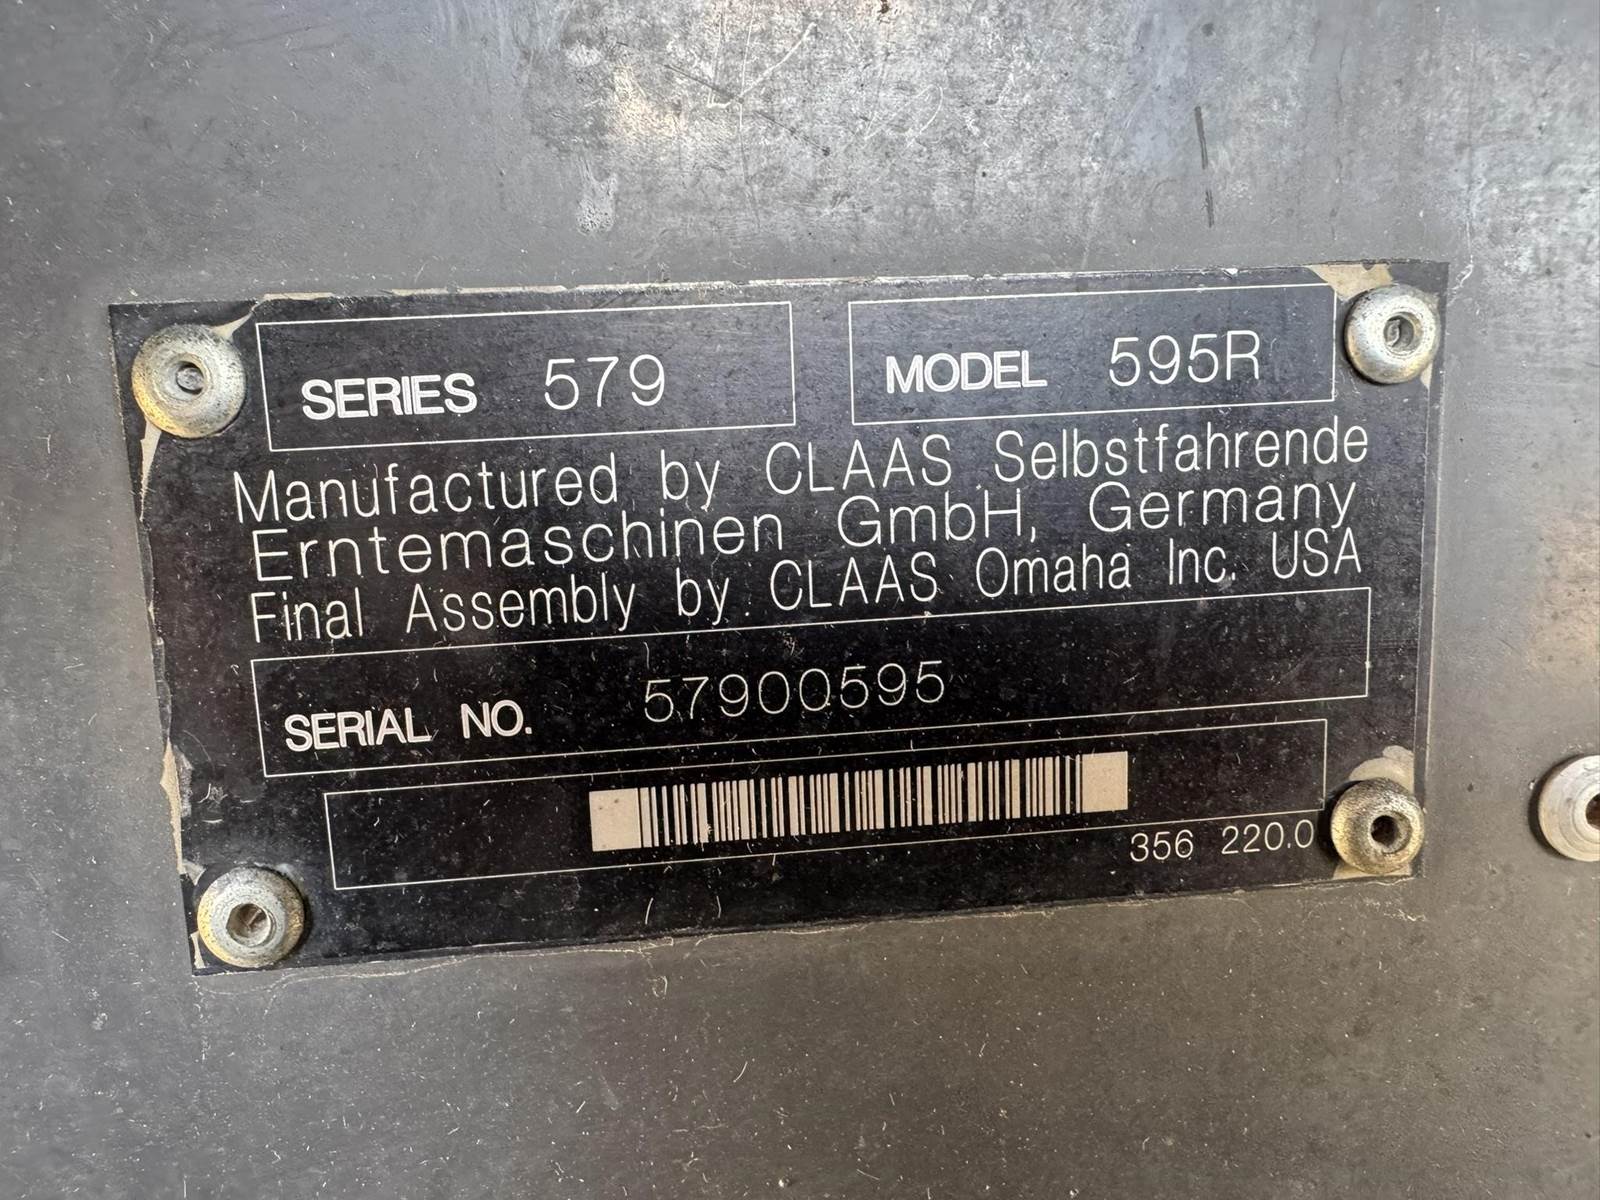 SERIES 579 MODEL 595R
Manufactured by CLAAS Selbstfahrende
Erntemaschinen GmbH, Germany
Final Assembly by CLAAS Omaha Inc. USA
SERIAL NO. 57900595
356 220.0